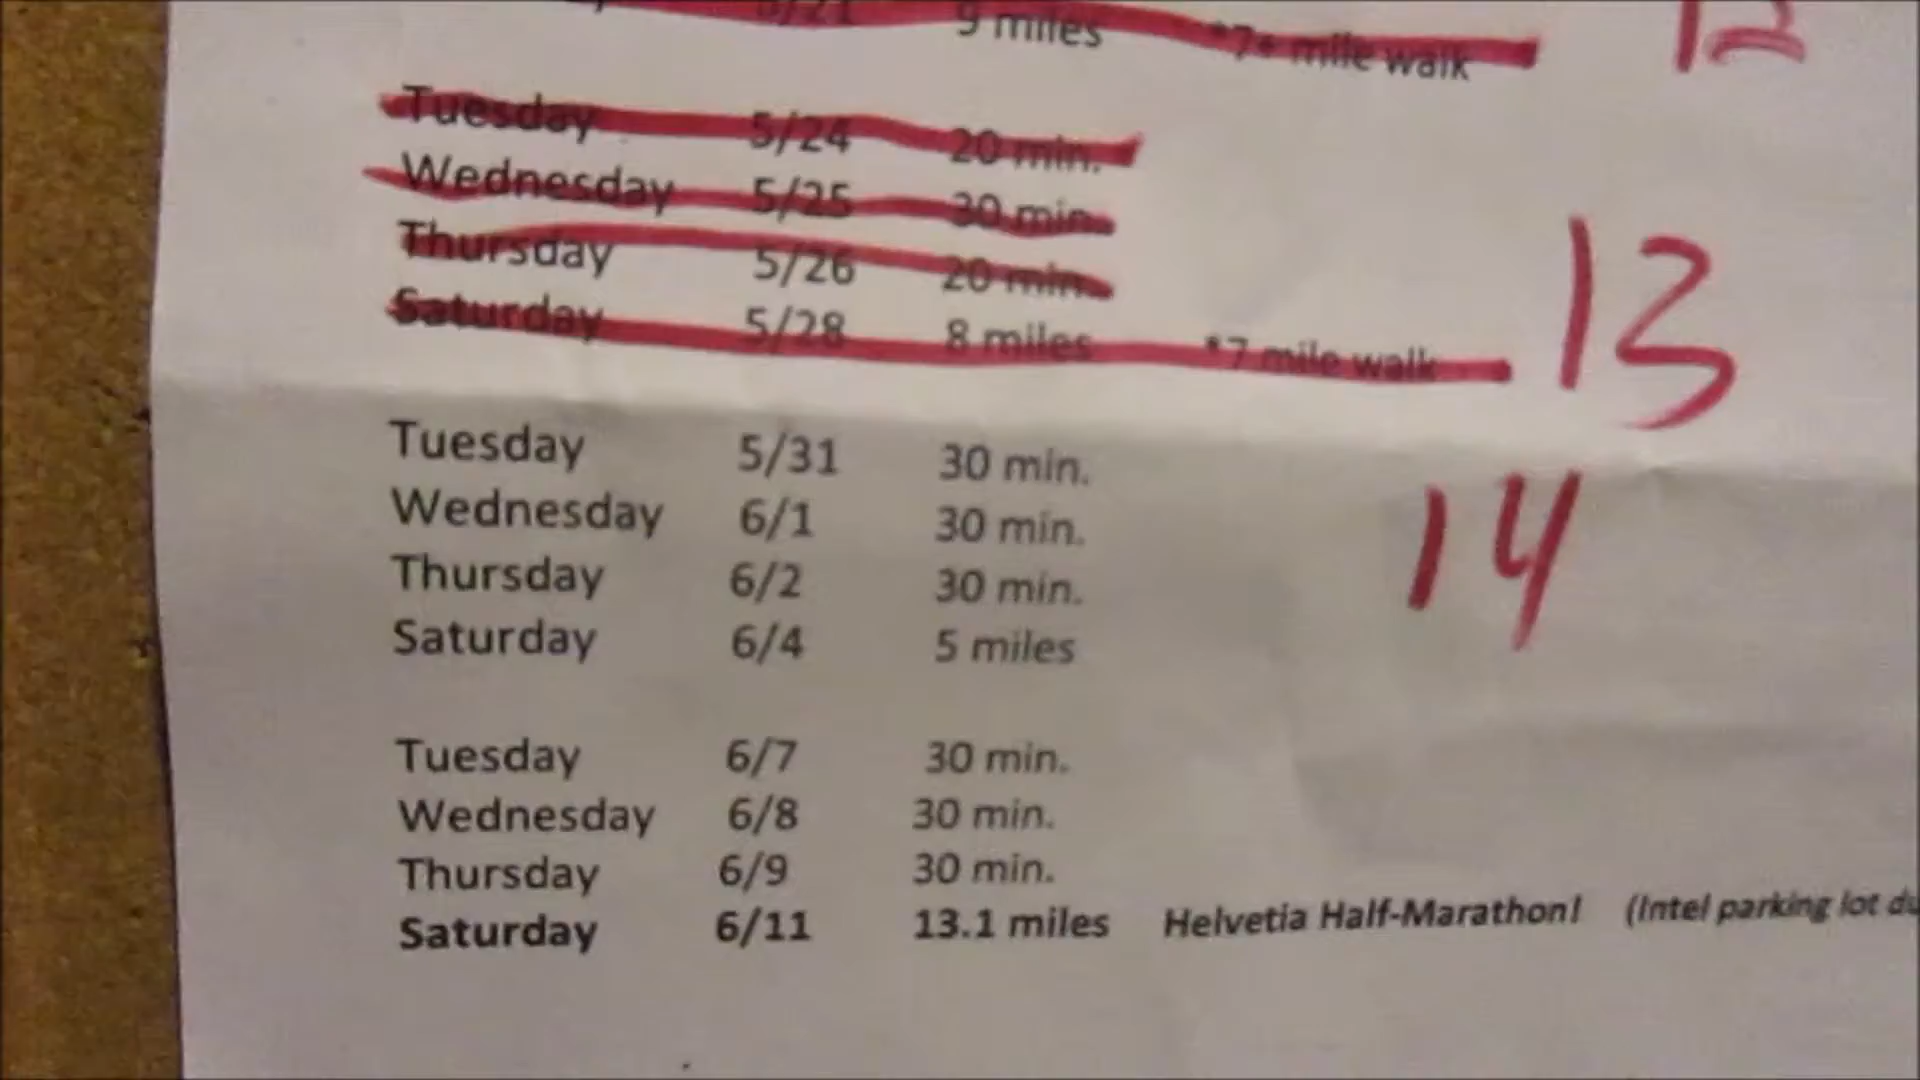 5/21 9 miles *7+ mile walk 12
Tuesday 5/24 20 min.
Wednesday 5/25 30 min.
Thursday 5/26 20 min.
Saturday 5/28 8 miles *7 mile walk
13
Tuesday 5/31 30 min.
Wednesday 6/1 30 min.
Thursday 6/2 30 min.
Saturday 6/4 5 miles
14
Tuesday 6/7 30 min.
Wednesday 6/8 30 min.
Thursday 6/9 30 min.
Saturday 6/11 13.1 miles Helvetia Half-Marathon! (Intel parking lot du